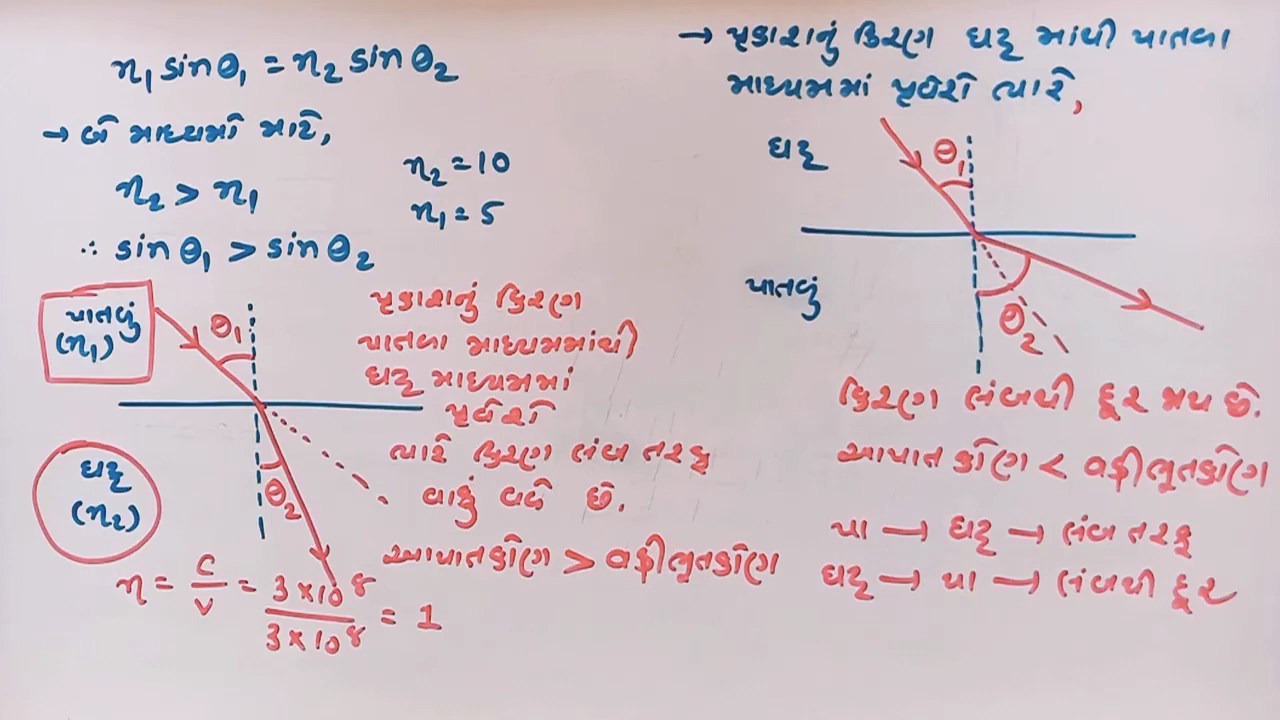 n₁ sinθ₁ = n₂ sinθ₂
→ બે માધ્યમો માટે,
n₂ > n₁
n₂ = 10
n₁ = 5
∴ sinθ₁ > sinθ₂
પાતળું
(n₁)
θ₁
ઘટ્ટ
(n₂)
θ₂
પ્રકાશનું કિરણ
પાતળા માધ્યમમાંથી
ઘટ્ટ માધ્યમમાં
પ્રવેશે
ત્યારે કિરણ લંબ તરફ
વાકું વળે છે.
આપાતકોણ > વક્રીભૂતકોણ
n = c/v = 3×10⁸/3×10⁸ = 1
→ પ્રકાશનું કિરણ ઘટ્ટ માંથી પાતળા
માધ્યમમાં પ્રવેશે ત્યારે,
ઘટ્ટ
θ₁
પાતળું
θ₂
કિરણ લંબથી દૂર જાય છે.
આપાત કોણ < વક્રીભૂતકોણ
પા → ઘટ્ટ → લંબ તરફ
ઘટ્ટ → પા → લંબથી દૂર